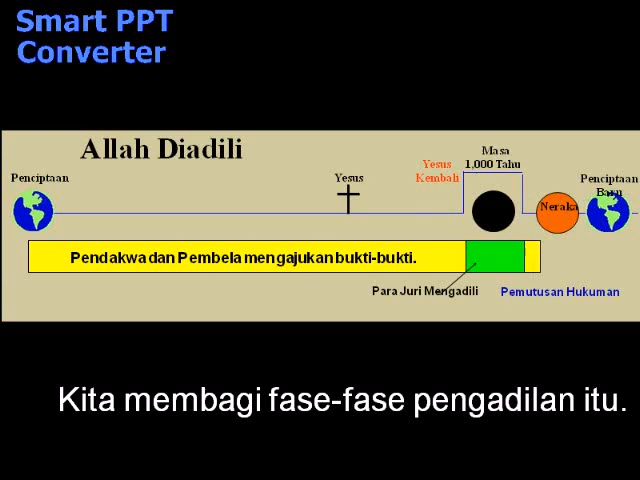 Smart PPT
Converter
Allah Diadili
Penciptaan
Yesus
Yesus
Kembali
Masa
1,000 Tahu
Neraka
Penciptaan
Baru
Pendakwa dan Pembela mengajukan bukti-bukti.
Para Juri Mengadili
Pemutusan Hukuman
Kita membagi fase-fase pengadilan itu.